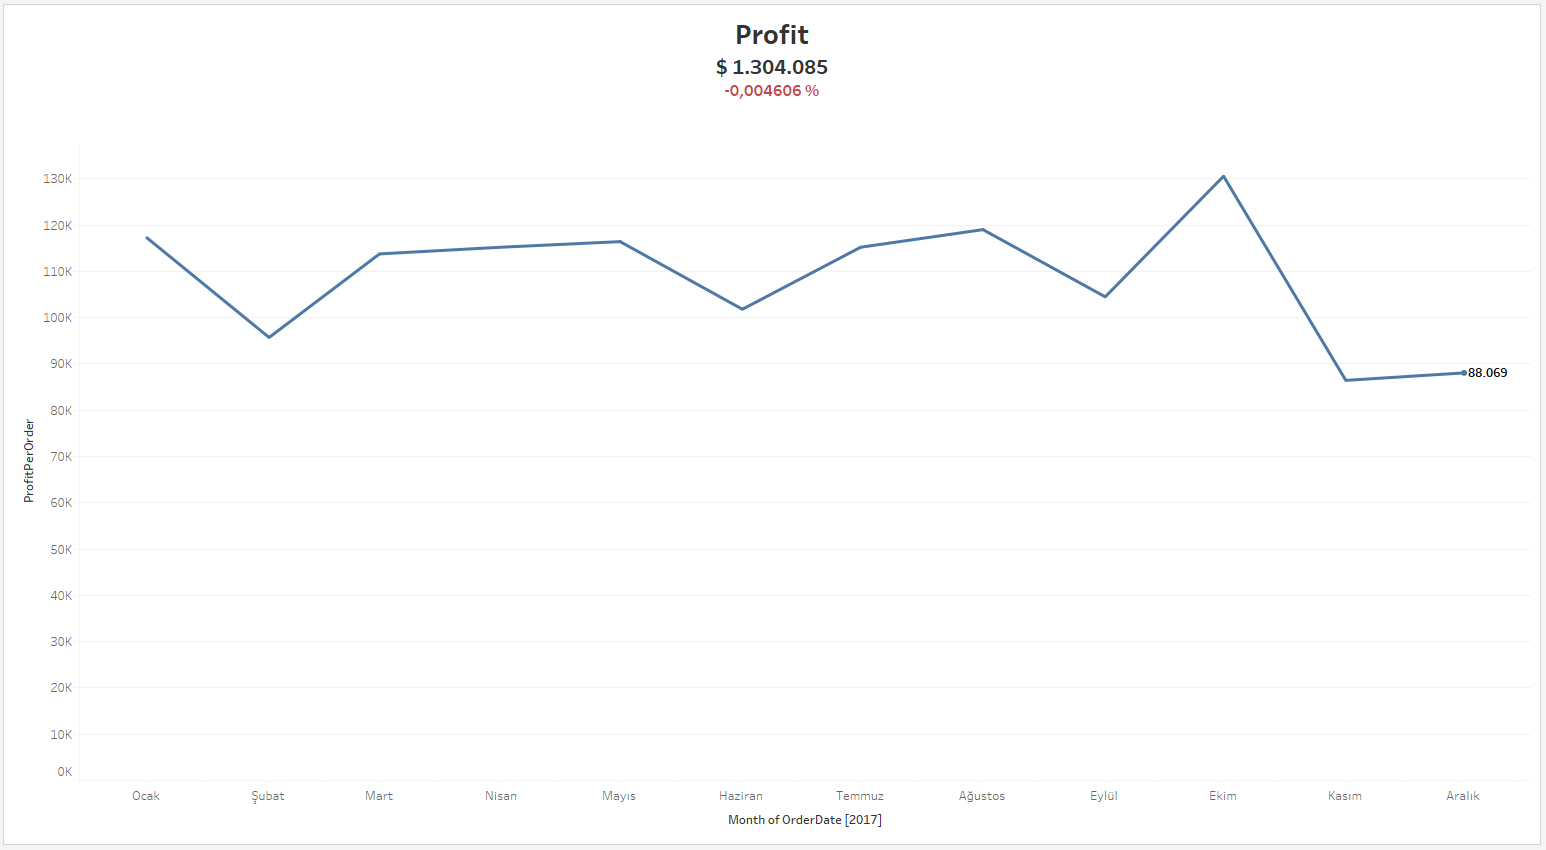 Profit
$ 1.304.085
-0,004606 %
130K
120K
110K
100K
90K
80K
70K
60K
50K
40K
30K
20K
10K
0K
ProfitPerOrder
88.069
Ocak Şubat Mart Nisan Mayıs Haziran Temmuz Ağustos Eylül Ekim Kasım Aralık
Month of OrderDate [2017]